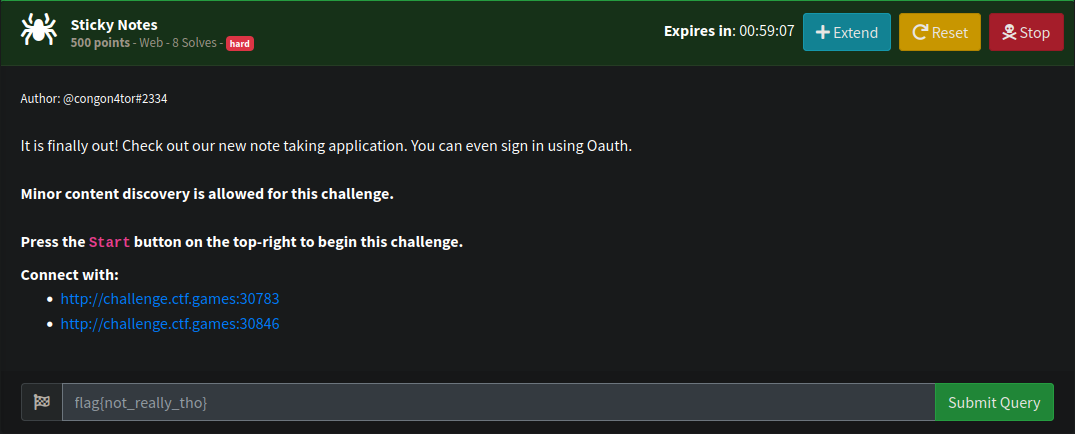 Sticky Notes
500 points - Web - 8 Solves - hard
Expires in: 00:59:07
Extend
Reset
Stop
Author: @congon4tor#2334
It is finally out! Check out our new note taking application. You can even sign in using Oauth.
Minor content discovery is allowed for this challenge.
Press the Start button on the top-right to begin this challenge.
Connect with:
http://challenge.ctf.games:30783
http://challenge.ctf.games:30846
flag{not_really_tho}
Submit Query